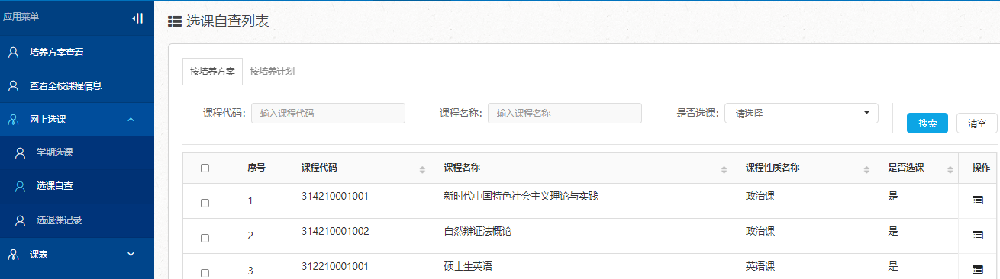 应用菜单
选课自查列表
培养方案查看
查看全校课程信息
网上选课
学期选课
选课自查
选退课记录
课表
按培养方案 按培养计划
课程代码: 输入课程代码 课程名称: 输入课程名称 是否选课: 请选择 搜索 清空
序号 课程代码 课程名称 课程性质名称 是否选课 操作
1 314210001001 新时代中国特色社会主义理论与实践 政治课 是
2 314210001002 自然辩证法概论 政治课 是
3 312210001001 硕士生英语 英语课 是